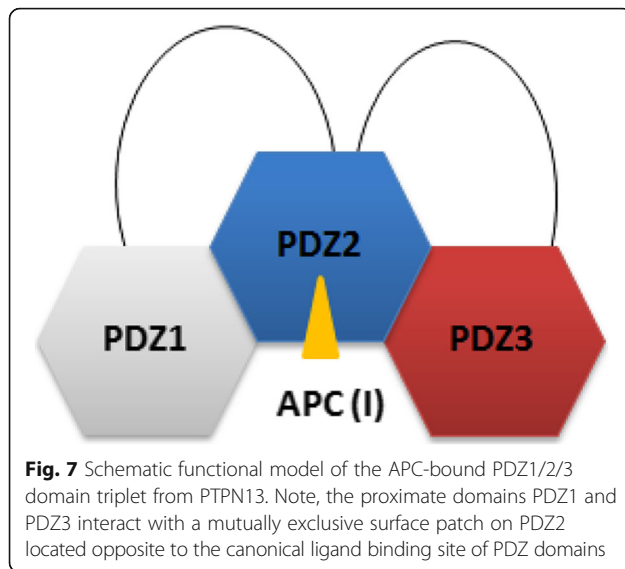 PDZ2
PDZ1
PDZ3
APC (I)
Fig. 7 Schematic functional model of the APC-bound PDZ1/2/3
domain triplet from PTPN13. Note, the proximate domains PDZ1 and
PDZ3 interact with a mutually exclusive surface patch on PDZ2
located opposite to the canonical ligand binding site of PDZ domains